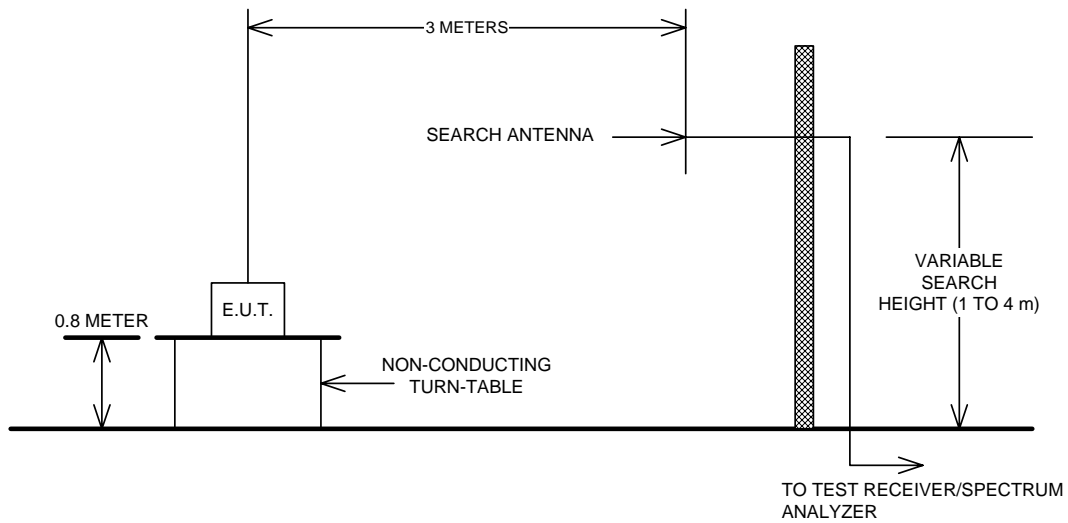 3 METERS
SEARCH ANTENNA
VARIABLE
SEARCH
HEIGHT (1 TO 4 m)
E.U.T.
0.8 METER
NON-CONDUCTING
TURN-TABLE
TO TEST RECEIVER/SPECTRUM
ANALYZER